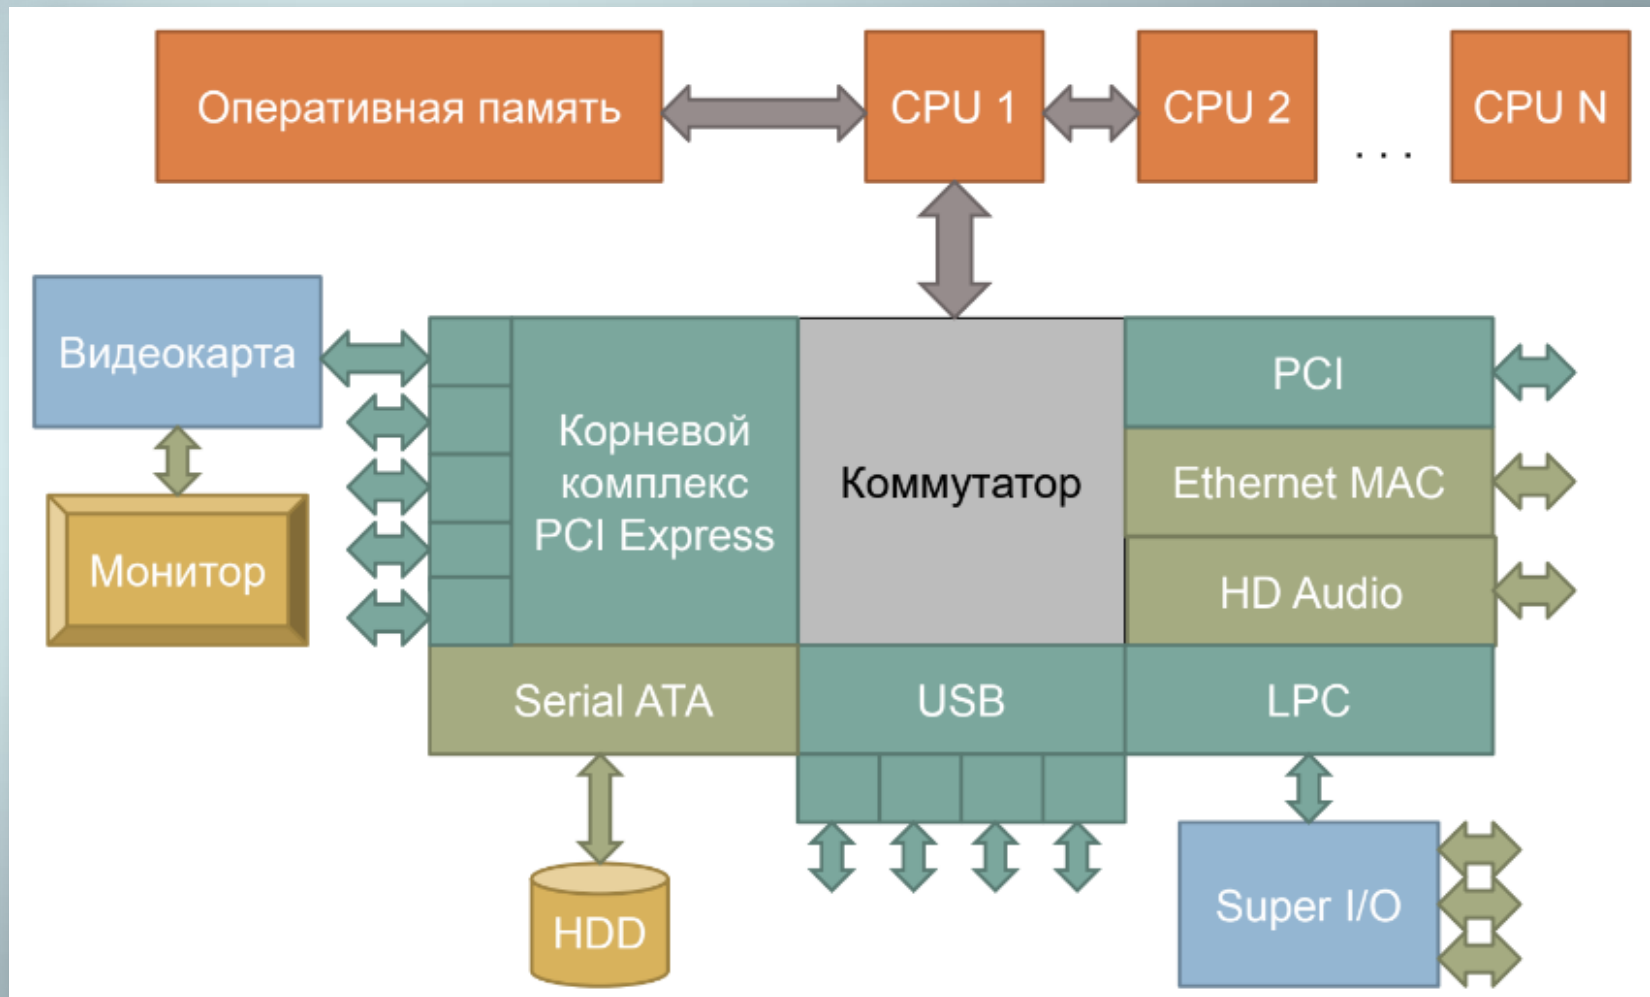 Оперативная память
CPU 1
CPU 2
. . .
CPU N
Видеокарта
Монитор
Корневой
комплекс
PCI Express
Коммутатор
PCI
Ethernet MAC
HD Audio
Serial ATA
USB
LPC
HDD
Super I/O